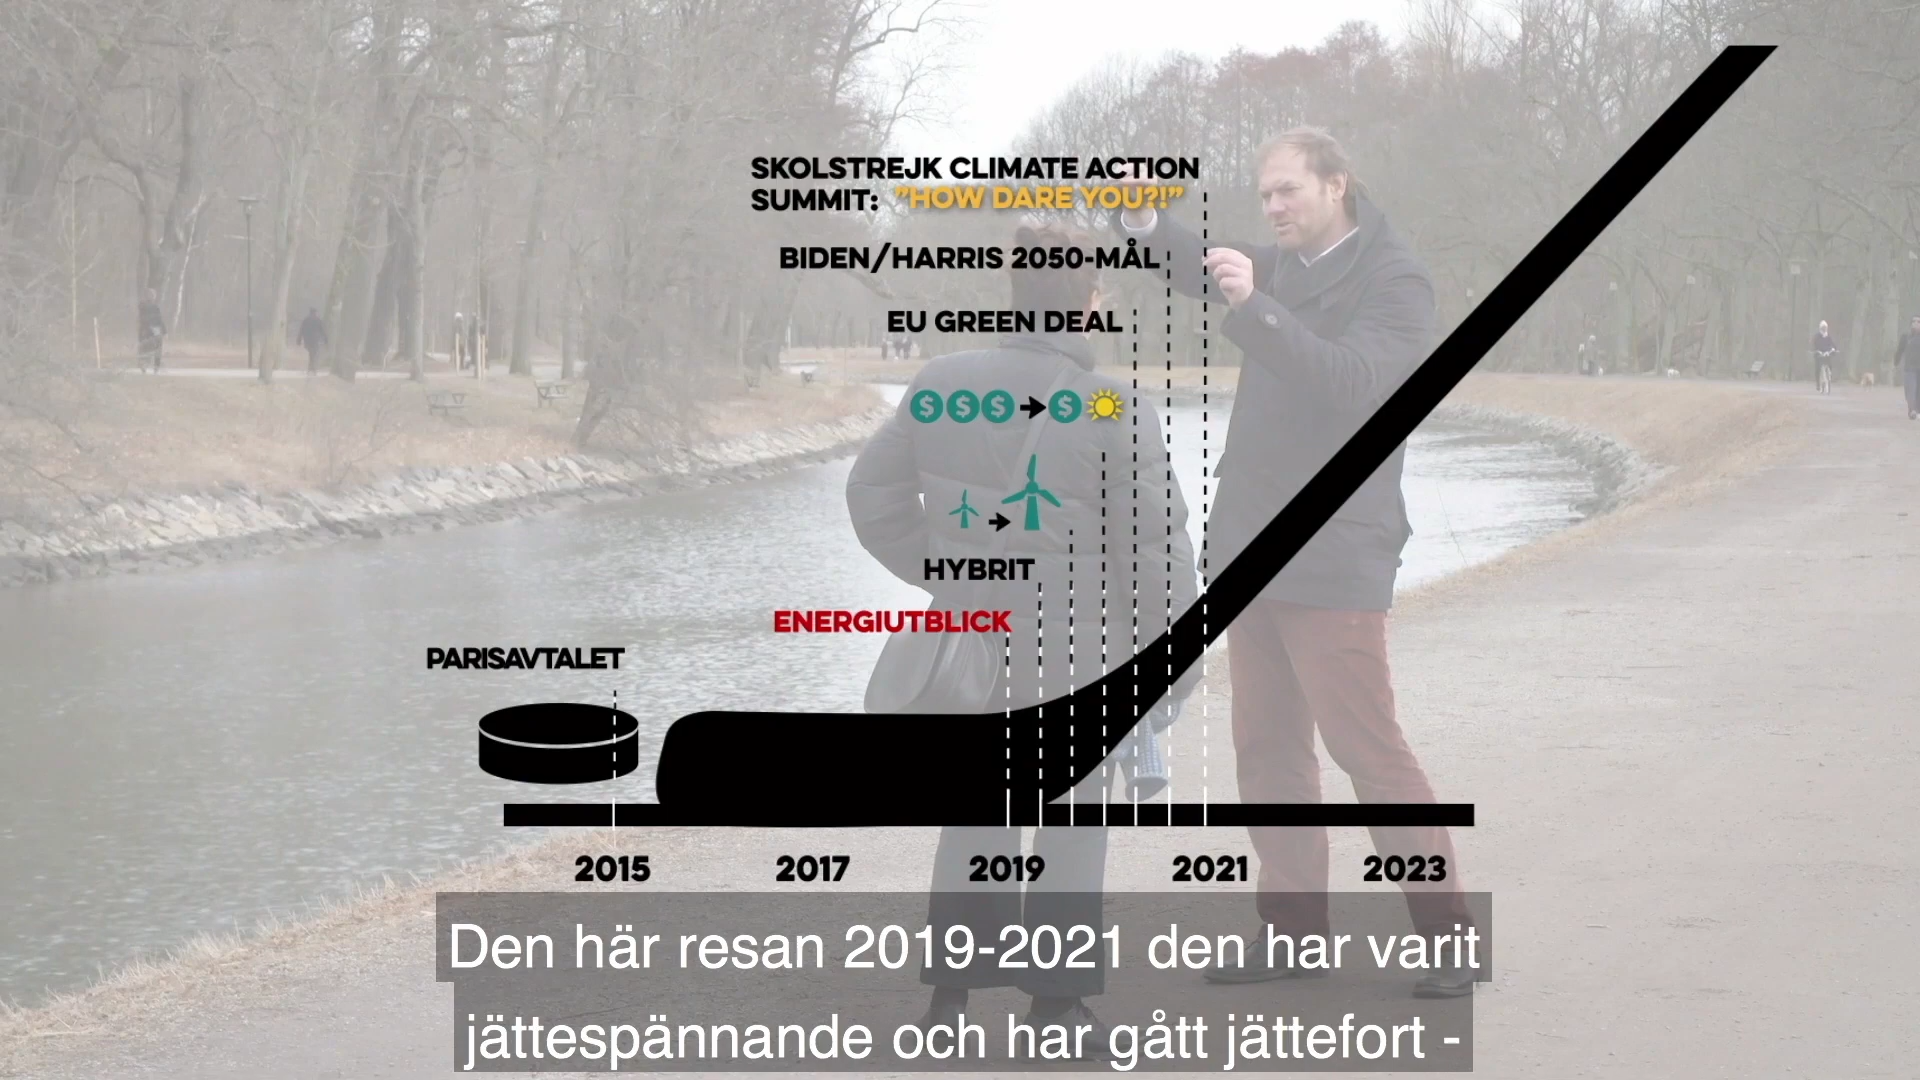 SKOLSTREJK CLIMATE ACTION
SUMMIT: "HOW DARE YOU?!"
BIDEN/HARRIS 2050-MÅL
EU GREEN DEAL
$ $ $ $
HYBRIT
ENERGIUTBLICK
PARISAVTALET
2015 2017 2019 2021 2023
Den här resan 2019-2021 den har varit
jättespännande och har gått jättefort -